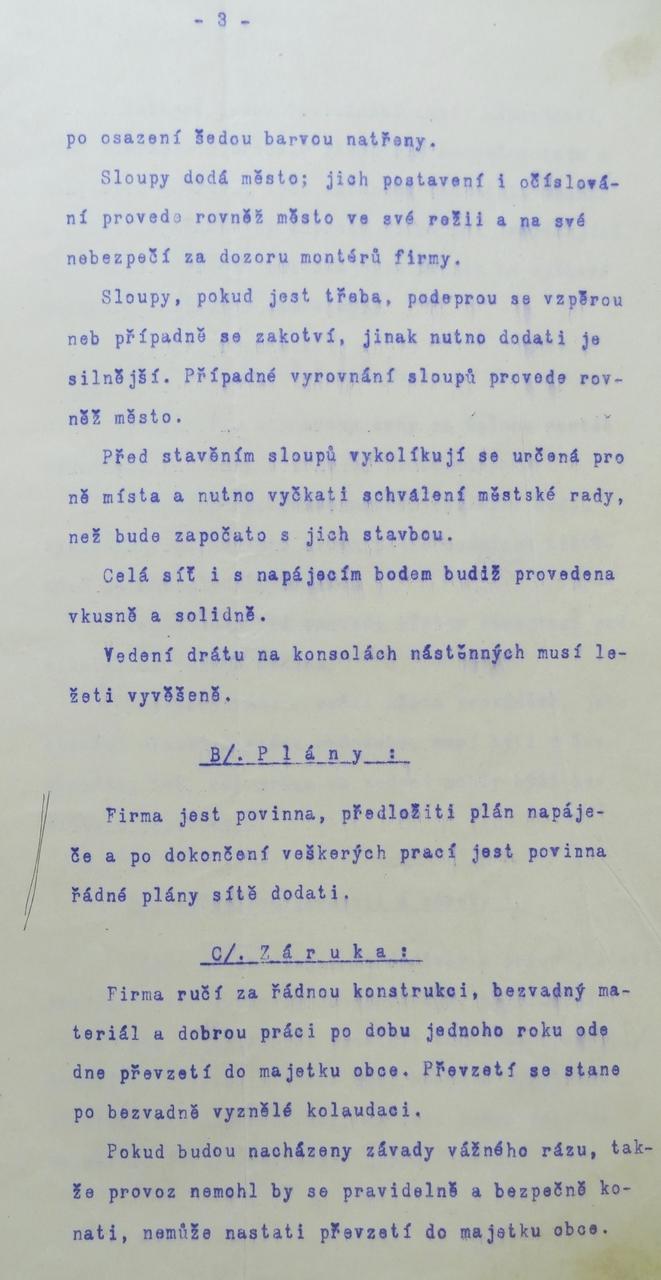 - 3 -
po osazení šedou barvou natřeny.
Sloupy dodá město; jich postavení i očíslová-
ní provede rovněž město ve své režii a na své
nebezpečí za dozoru montérů firmy.
Sloupy, pokud jest třeba, podeprou se vzpěrou
neb případně se zakotví, jinak nutno dodati je
silnější. Případné vyrovnání sloupů provede rov-
něž město.
Před stavěním sloupů vykolíkují se určená pro
ně místa a nutno vyčkati schválení městské rady,
než bude započato s jich stavbou.
Celá síť i s napájecím bodem budiž provedena
vkusně a solidně.
Vedení drátu na konsolách nástěnných musí le-
žeti vyvěšeně.
B/. P l á n y :
Firma jest povinna, předložiti plán napáje-
če a po dokončení veškerých prací jest povinna
řádné plány sítě dodati.
C/. Z á r u k a :
Firma ručí za řádnou konstrukci, bezvadný ma-
teriál a dobrou práci po dobu jednoho roku ode
dne převzetí do majetku obce. Převzetí se stane
po bezvadně vyznělé kolaudaci.
Pokud budou nacházeny závady vážného rázu, tak-
že provoz nemohl by se pravidelně a bezpečně ko-
nati, nemůže nastati převzetí do majetku obce.